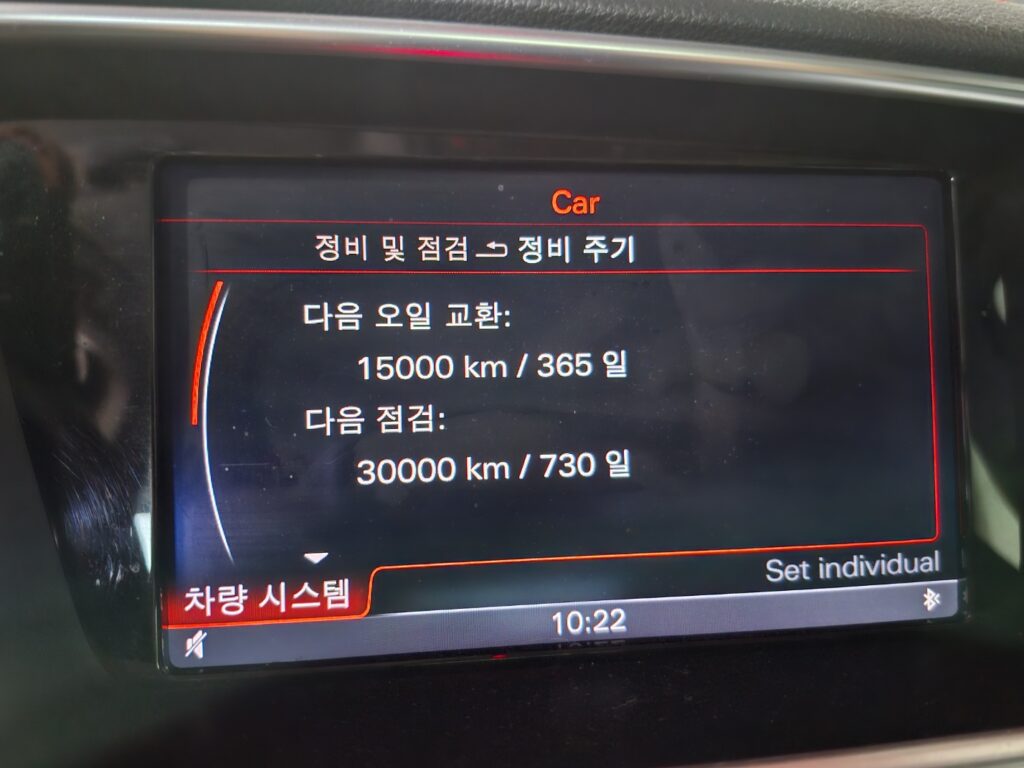 Car
정비 및 점검 정비 주기
다음 오일 교환:
15000 km / 365 일
다음 점검:
30000 km / 730 일
Set individual
차량 시스템
10:22